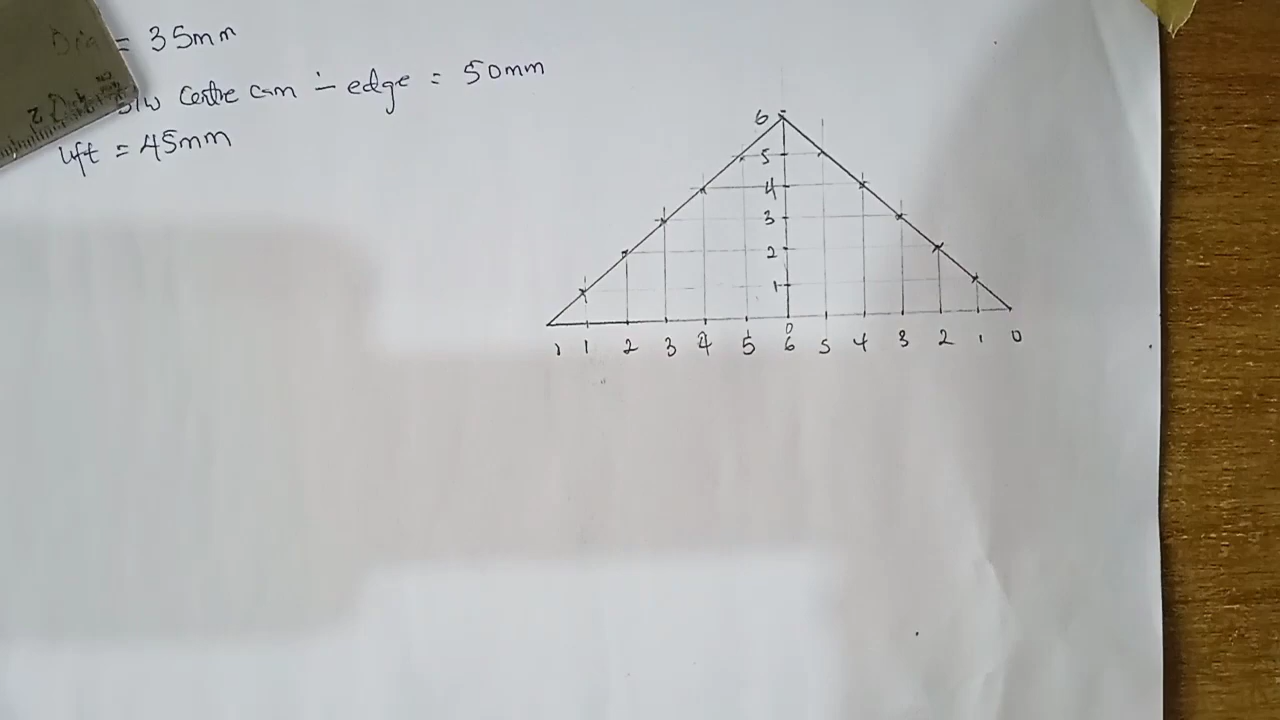 Dia = 35mm
b/w Centre cam - edge = 50mm
lift = 45mm
6
5
4
3
2
1
0
1 2 3 4 5 6 5 4 3 2 1 0